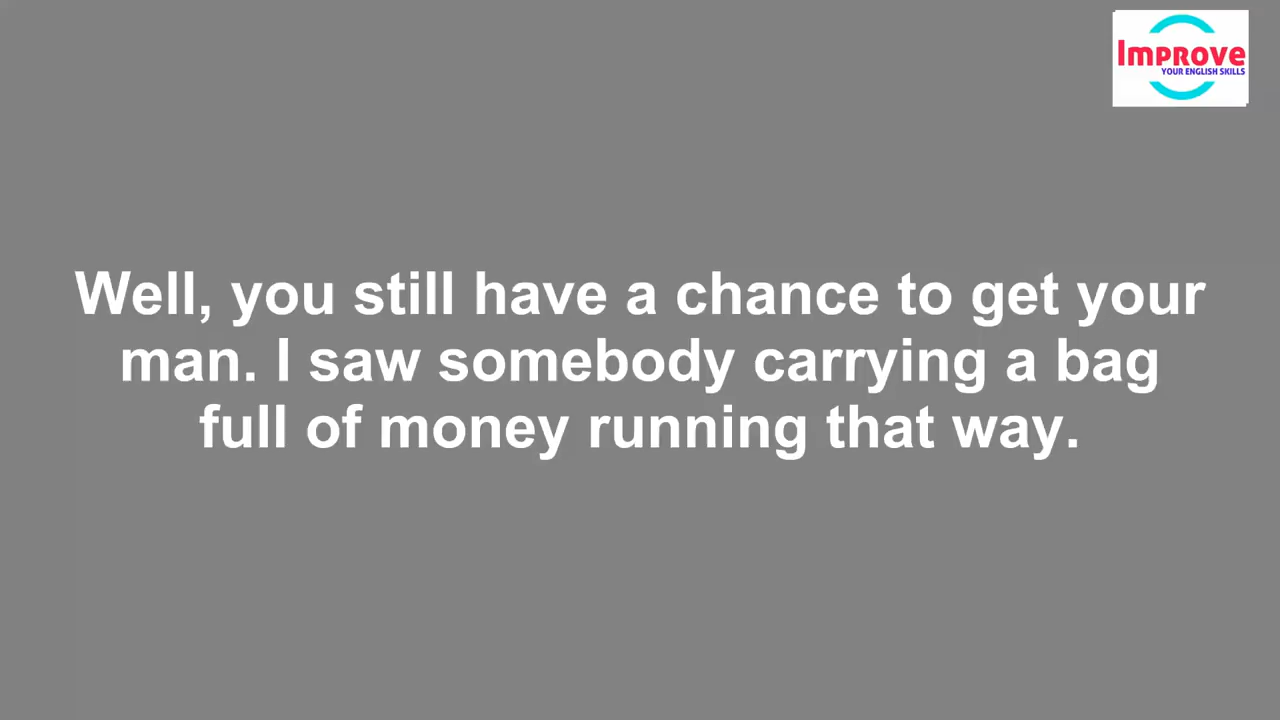 Improve
YOUR ENGLISH SKILLS
Well, you still have a chance to get your
man. I saw somebody carrying a bag
full of money running that way.